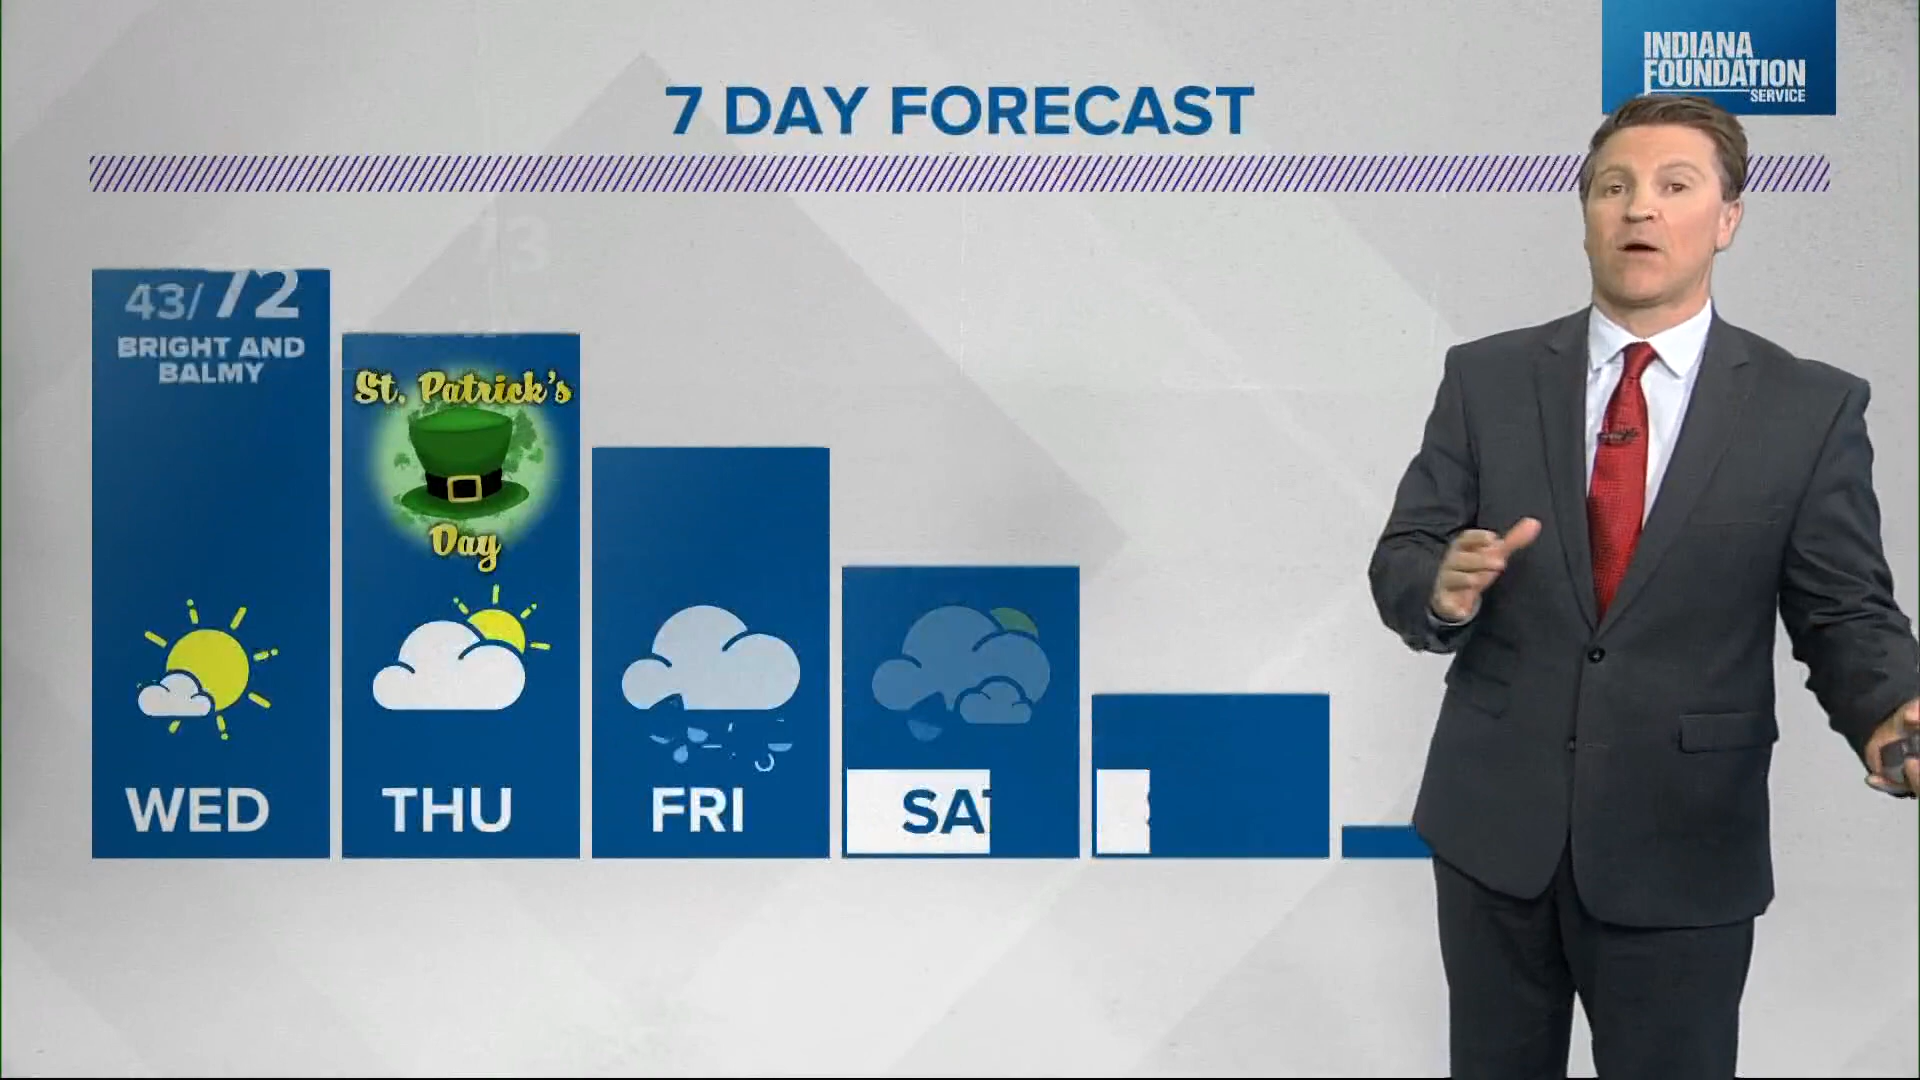 INDIANA
FOUNDATION
SERVICE
7 DAY FORECAST
43/72
BRIGHT AND
BALMY
St. Patrick's
Day
WED
THU
FRI
SA